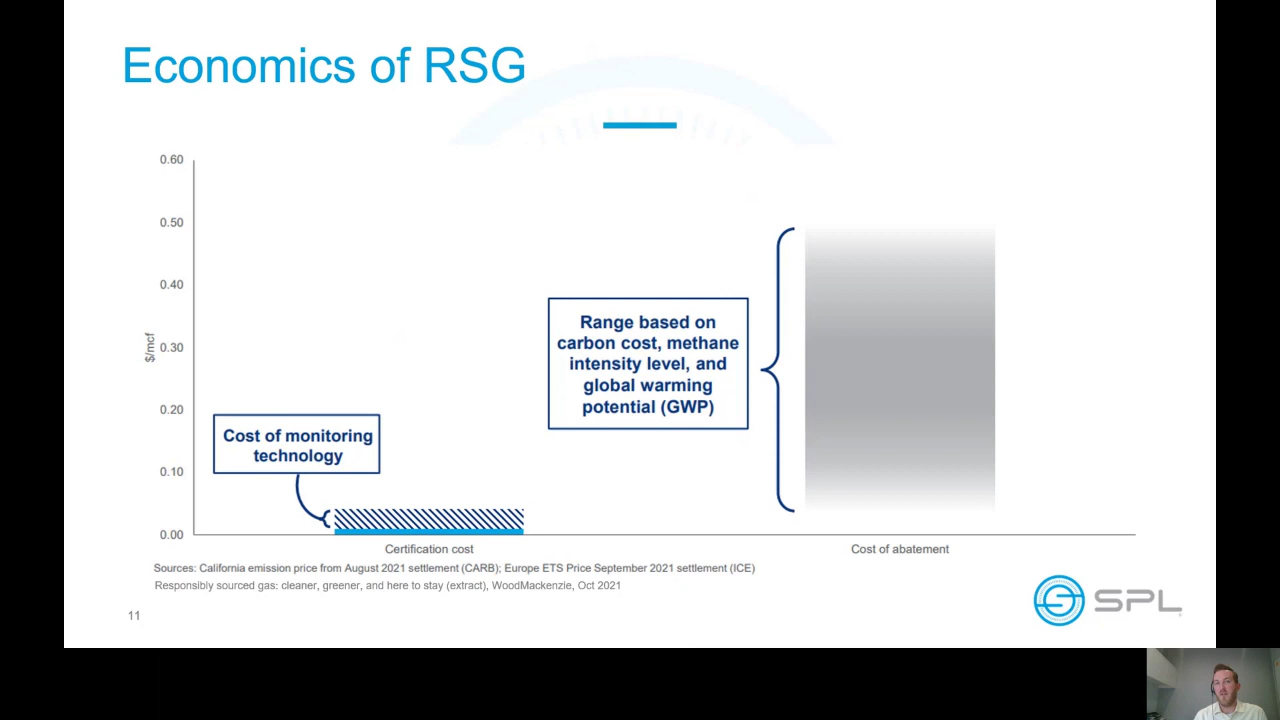 Economics of RSG
0.60
0.50
0.40
0.30
0.20
0.10
0.00
$/mcf
Cost of monitoring
technology
Range based on
carbon cost, methane
intensity level, and
global warming
potential (GWP)
Certification cost
Cost of abatement
Sources: California emission price from August 2021 settlement (CARB); Europe ETS Price September 2021 settlement (ICE)
Responsibly sourced gas: cleaner, greener, and here to stay (extract), WoodMackenzie, Oct 2021
11
SPL